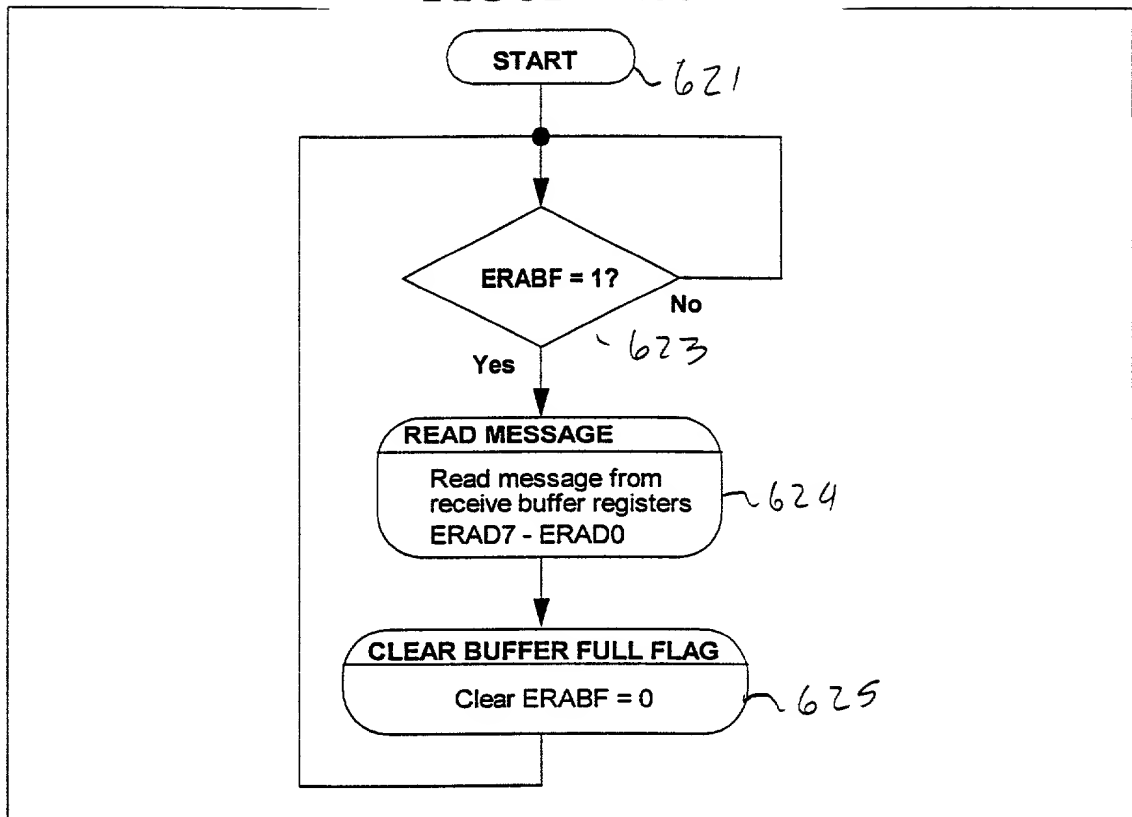 START
621
ERABF = 1?
No
623
Yes
READ MESSAGE
Read message from
receive buffer registers
ERAD7 - ERAD0
624
CLEAR BUFFER FULL FLAG
Clear ERABF = 0
625